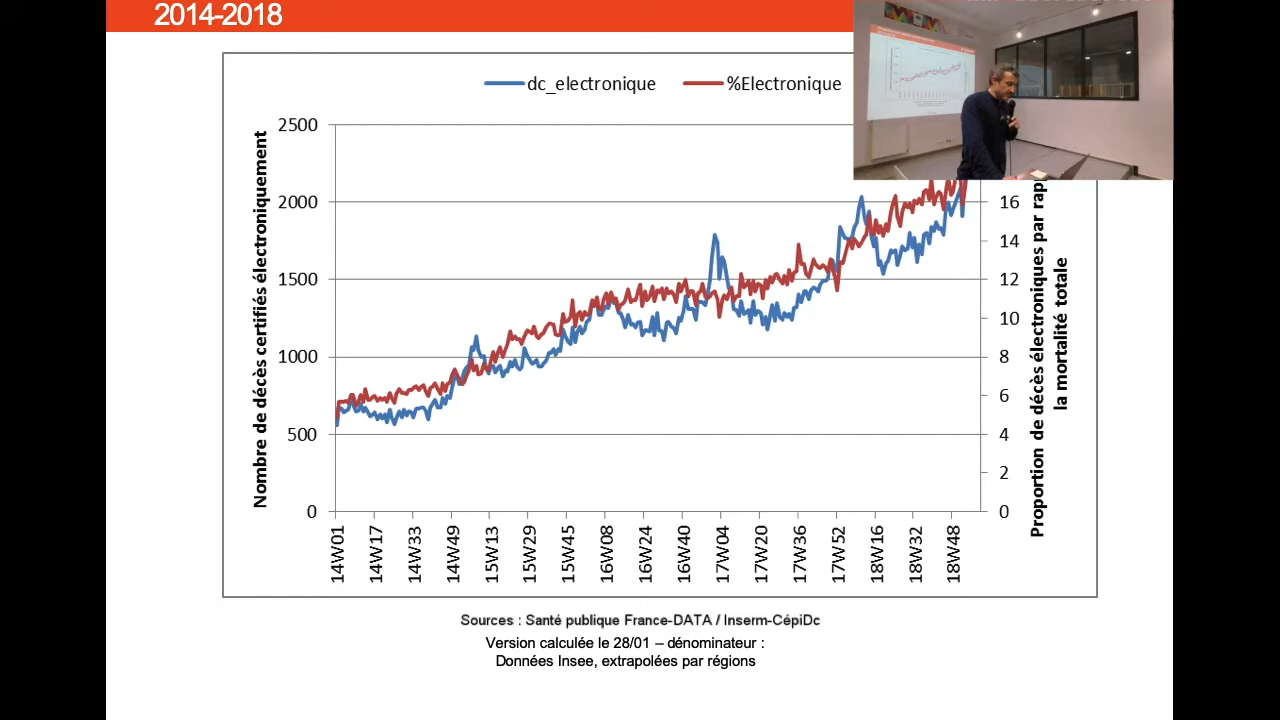 2014-2018
dc_electronique
%Electronique
Nombre de décès certifiés électroniquement
2500
2000
1500
1000
500
0
16
14
12
10
8
6
4
2
0
Proportion de décès électroniques par
la mortalité totale
14W01
14W17
14W33
14W49
15W13
15W29
15W45
16W08
16W24
16W40
17W04
17W20
17W36
17W52
18W16
18W32
18W48
Sources : Santé publique France-DATA / Inserm-CépiDc
Version calculée le 28/01 – dénominateur :
Données Insee, extrapolées par régions